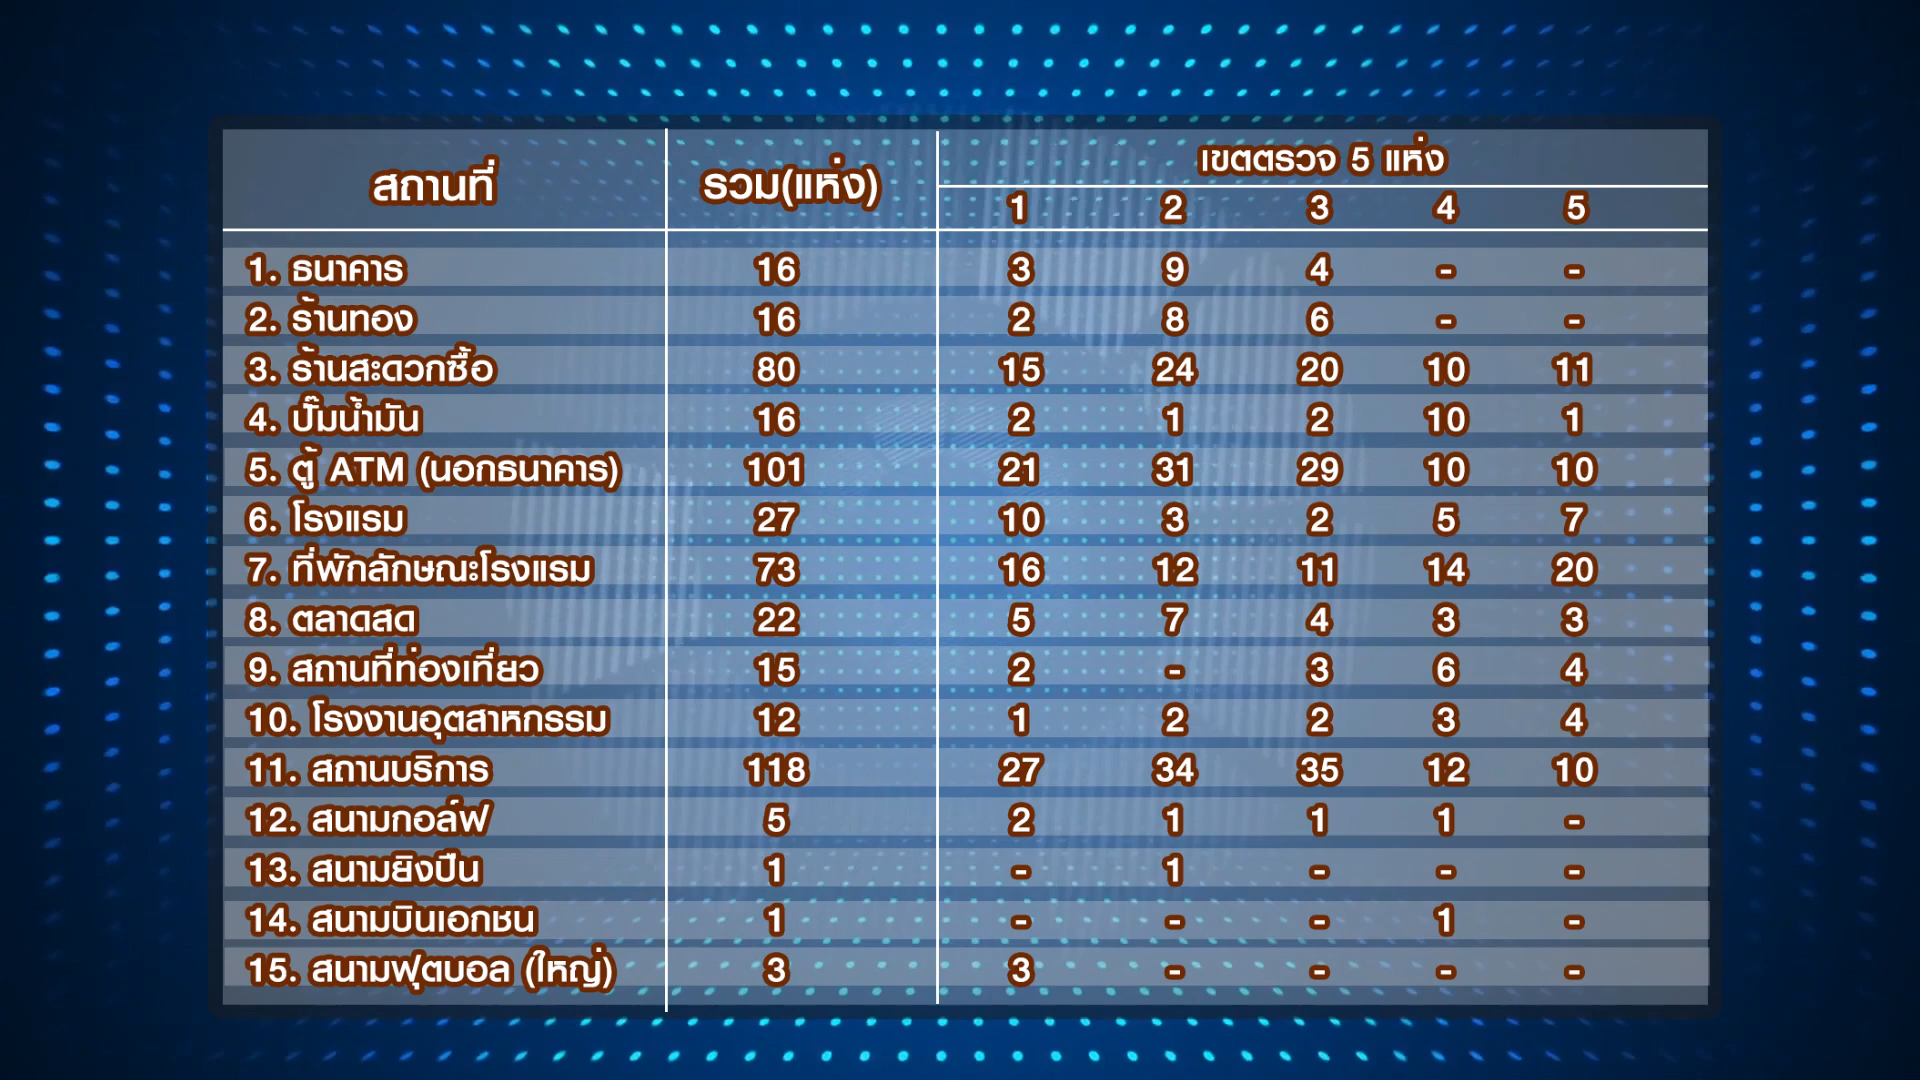 สถานที่ รวม(แห่ง) เขตตรวจ 5 แห่ง
1 2 3 4 5
1. ธนาคาร 16 3 9 4 - -
2. ร้านทอง 16 2 8 6 - -
3. ร้านสะดวกซื้อ 80 15 24 20 10 11
4. ปั๊มน้ำมัน 16 2 1 2 10 1
5. ตู้ ATM (นอกธนาคาร) 101 21 31 29 10 10
6. โรงแรม 27 10 3 2 5 7
7. ที่พักลักษณะโรงแรม 73 16 12 11 14 20
8. ตลาดสด 22 5 7 4 3 3
9. สถานที่ท่องเที่ยว 15 2 - 3 6 4
10. โรงงานอุตสาหกรรม 12 1 2 2 3 4
11. สถานบริการ 118 27 34 35 12 10
12. สนามกอล์ฟ 5 2 1 1 1 -
13. สนามยิงปืน 1 - 1 - - -
14. สนามบินเอกชน 1 - - - 1 -
15. สนามฟุตบอล (ใหญ่) 3 3 - - - -